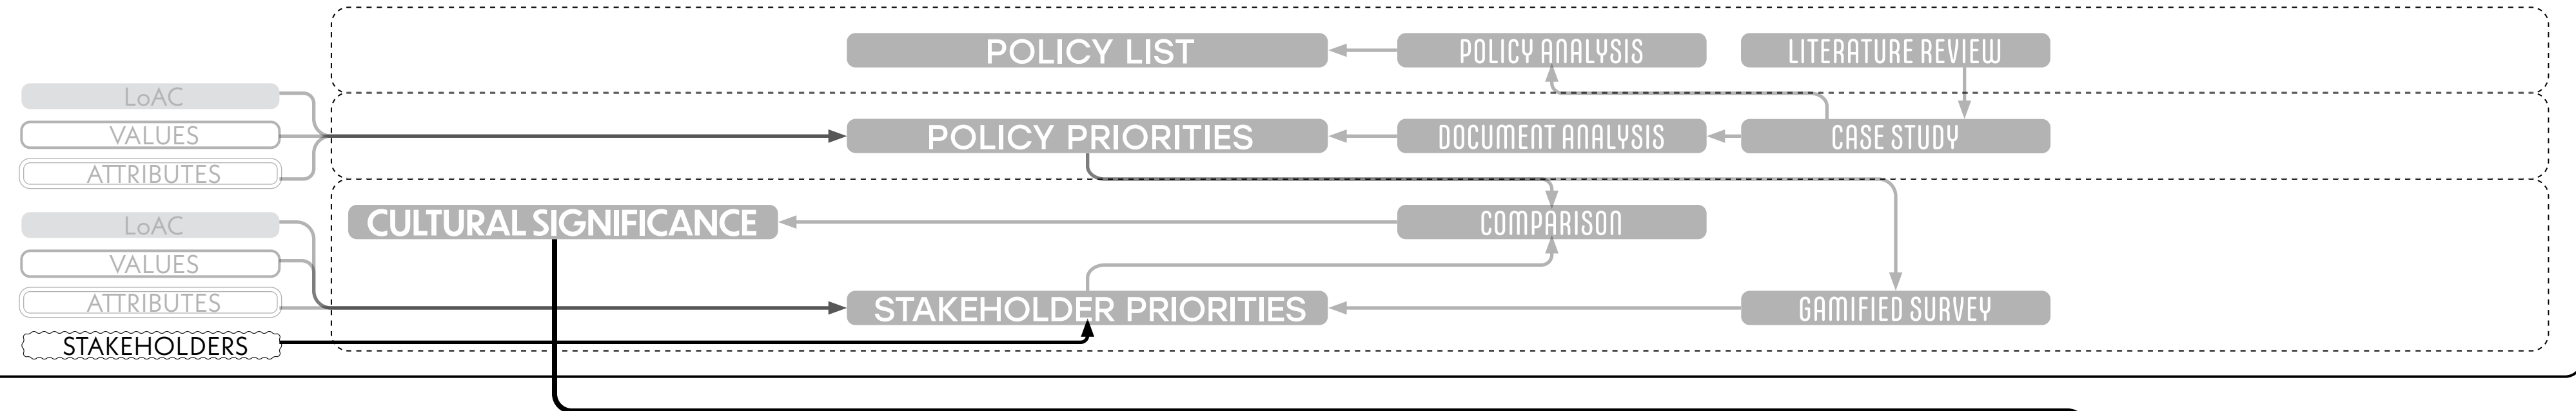 POLICY LIST
POLICY ANALYSIS
LITERATURE REVIEW
LoAC
VALUES
ATTRIBUTES
POLICY PRIORITIES
DOCUMENT ANALYSIS
CASE STUDY
LoAC
VALUES
ATTRIBUTES
CULTURAL SIGNIFICANCE
COMPARISON
STAKEHOLDER PRIORITIES
GAMIFIED SURVEY
STAKEHOLDERS